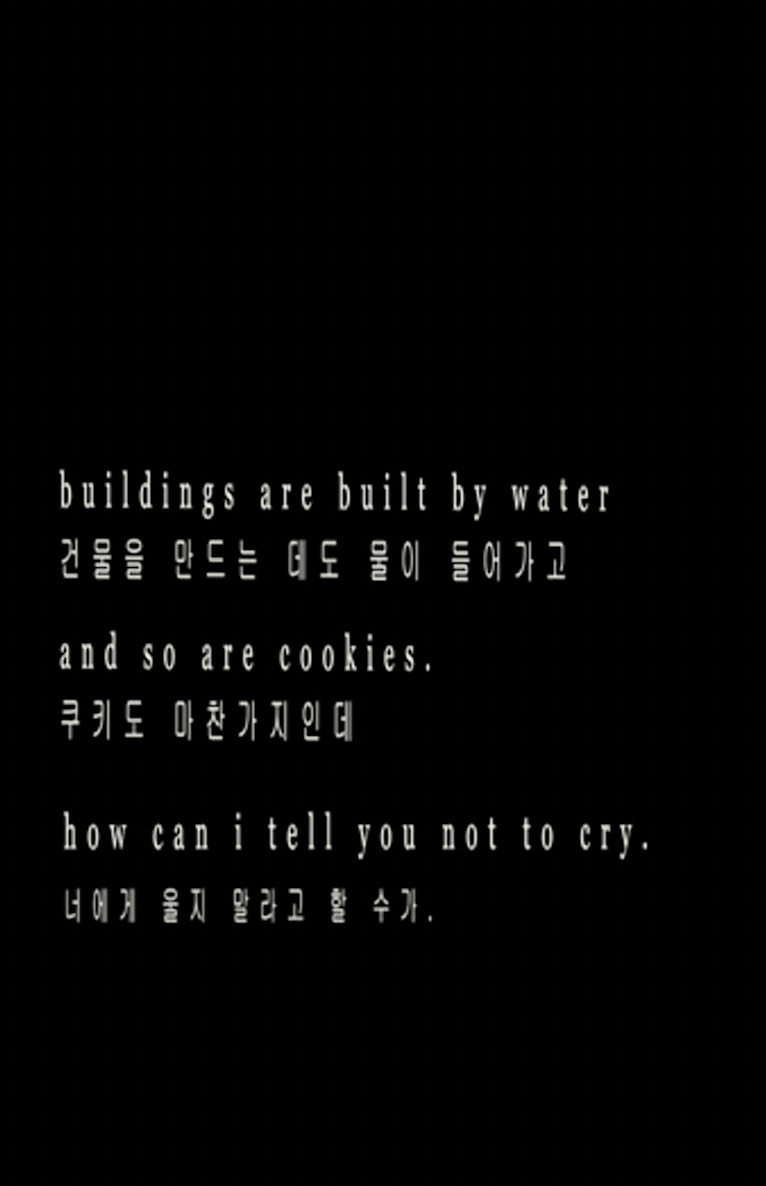 buildings are built by water
건물을 만드는 데도 물이 들어가고
and so are cookies.
쿠키도 마찬가지인데
how can i tell you not to cry.
너에게 울지 말라고 할 수가.